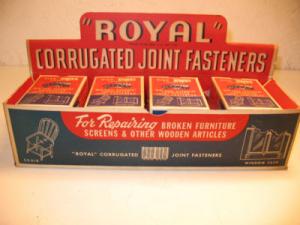 "ROYAL"
CORRUGATED JOINT FASTENERS
For Repairing BROKEN FURNITURE
SCREENS & OTHER WOODEN ARTICLES
"ROYAL" CORRUGATED JOINT FASTENERS
CHAIR
WINDOW SASH